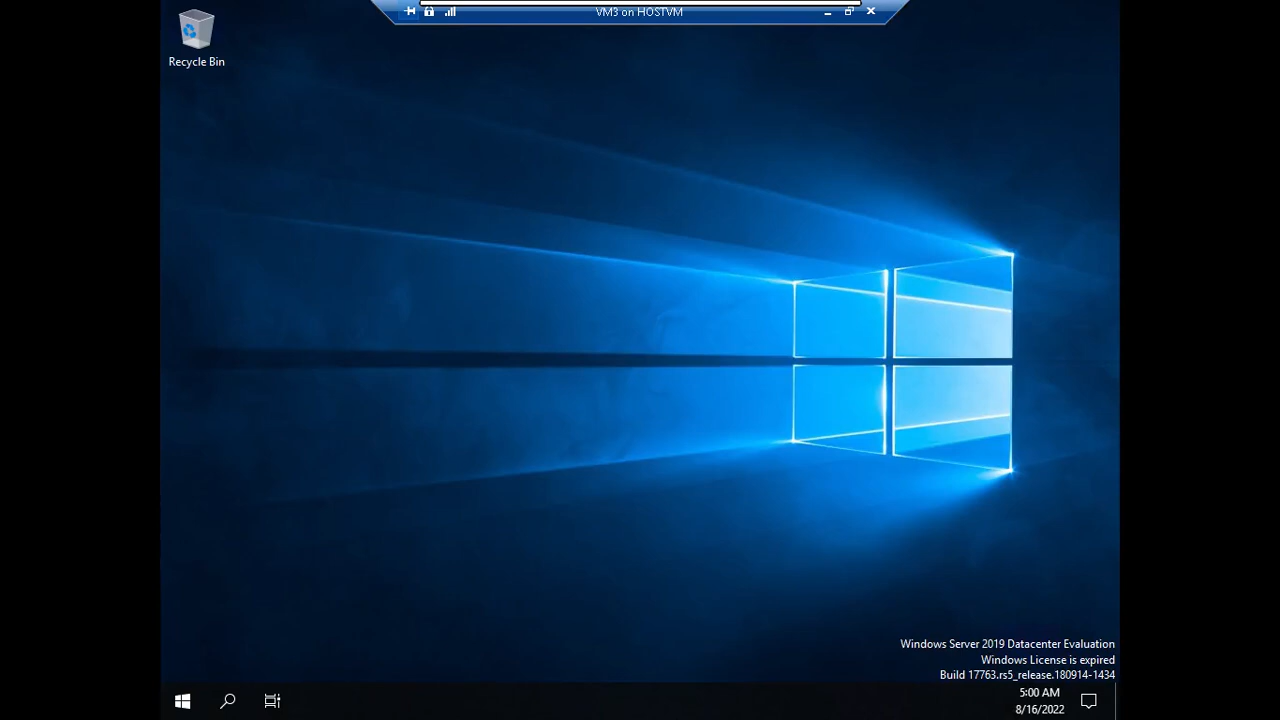 VM3 on HOSTVM
Recycle Bin
Windows Server 2019 Datacenter Evaluation
Windows License is expired
Build 17763.rs5_release.180914-1434
5:00 AM
8/16/2022